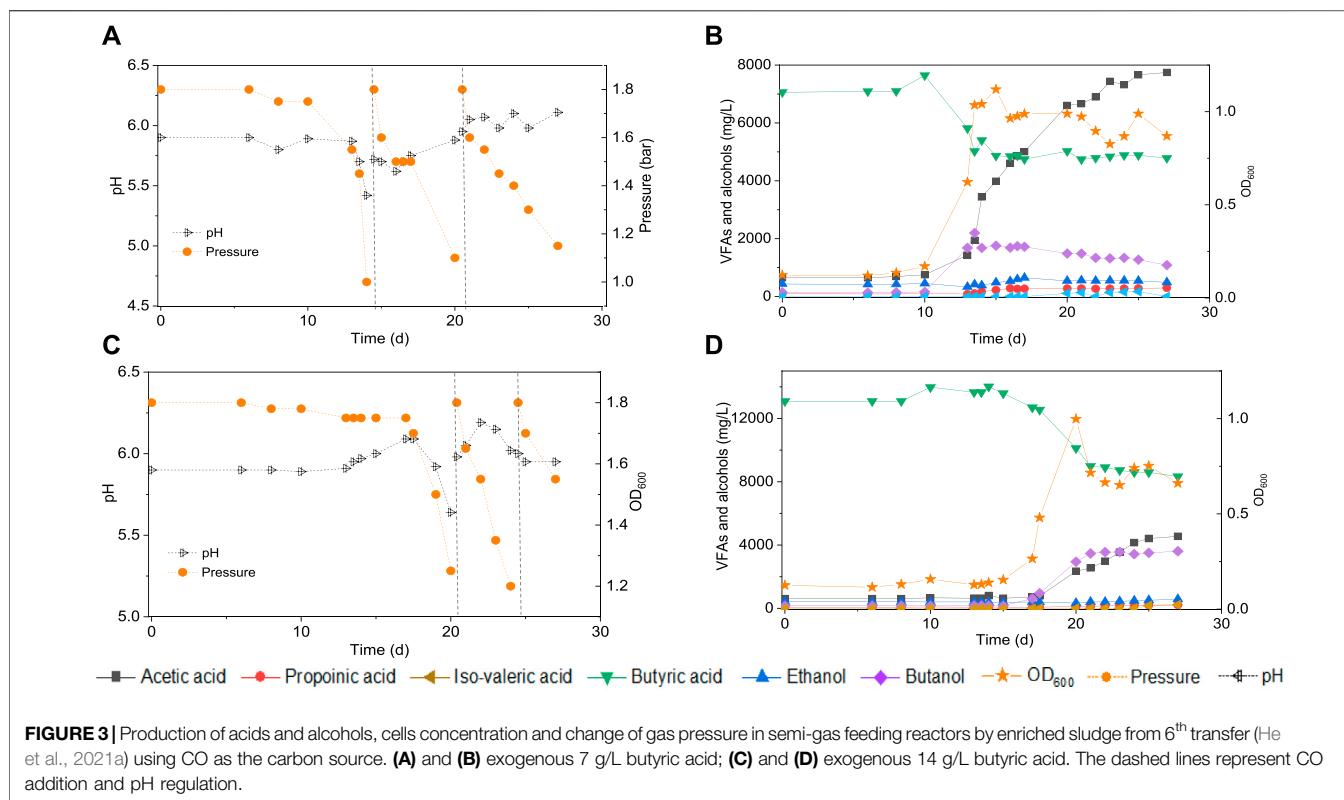 A
6.5
6.0
5.5
5.0
4.5
pH
1.8
1.6
1.4
1.2
1.0
Pressure (bar)
pH
Pressure
0
10
20
30
Time (d)
B
8000
6000
4000
2000
0
VFAs and alcohols (mg/L)
1.0
0.5
0.0
OD600
0
10
20
30
Time (d)
C
6.5
6.0
5.5
5.0
pH
1.8
1.6
1.4
1.2
OD600
pH
Pressure
0
10
20
30
Time (d)
D
12000
8000
4000
0
VFAs and alcohols (mg/L)
1.0
0.5
0.0
OD600
0
10
20
30
Time (d)
Acetic acid Propoinic acid Iso-valeric acid Butyric acid Ethanol Butanol OD600 Pressure pH
FIGURE 3 | Production of acids and alcohols, cells concentration and change of gas pressure in semi-gas feeding reactors by enriched sludge from 6th transfer (He
et al., 2021a) using CO as the carbon source. (A) and (B) exogenous 7 g/L butyric acid; (C) and (D) exogenous 14 g/L butyric acid. The dashed lines represent CO
addition and pH regulation.